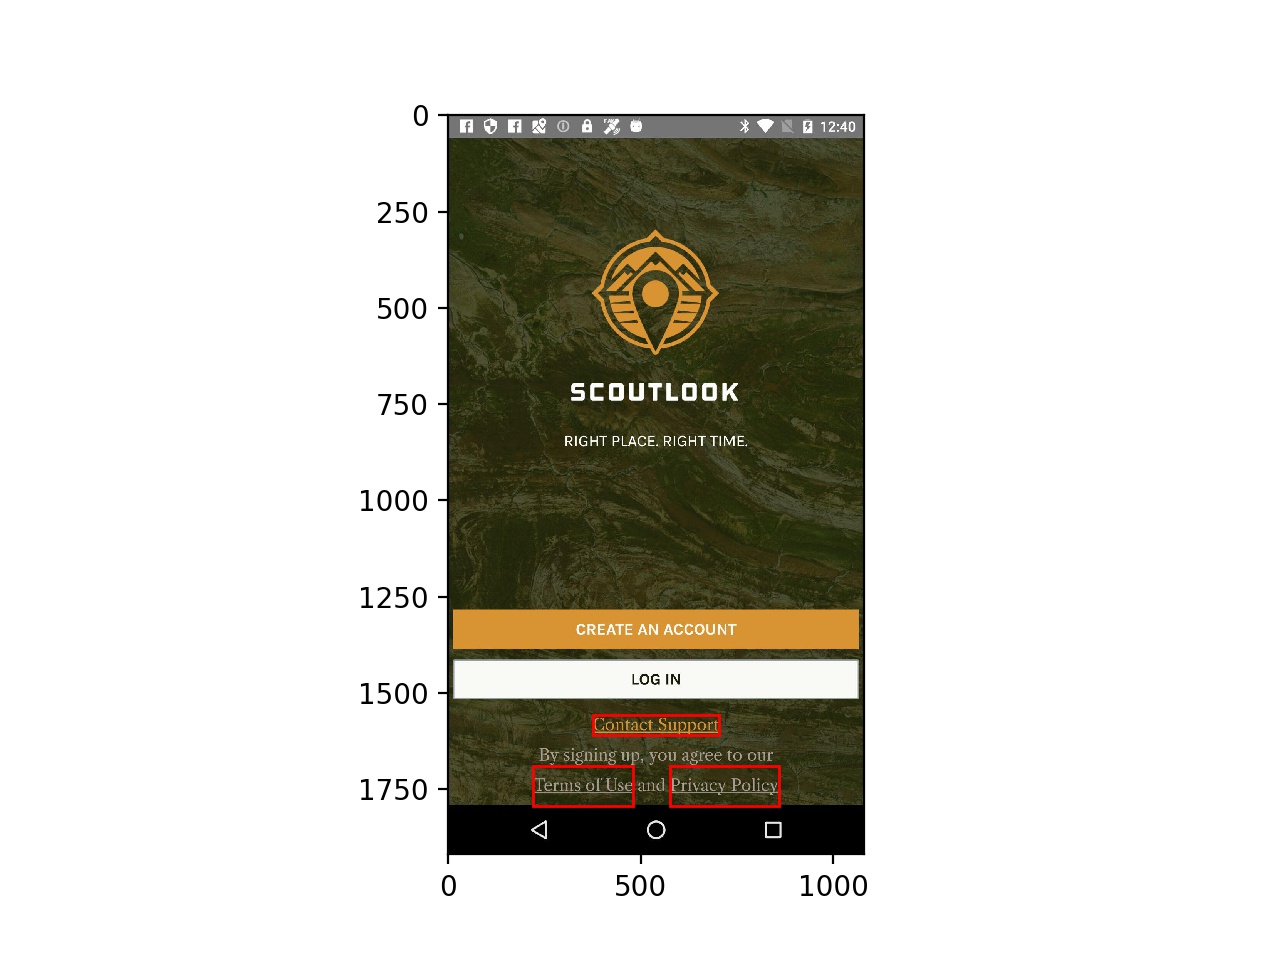 0
250
500
750
1000
1250
1500
1750
12:40
SCOUTLOOK
RIGHT PLACE. RIGHT TIME.
CREATE AN ACCOUNT
LOG IN
Contact Support
By signing up, you agree to our
Terms of Use and Privacy Policy
0
500
1000